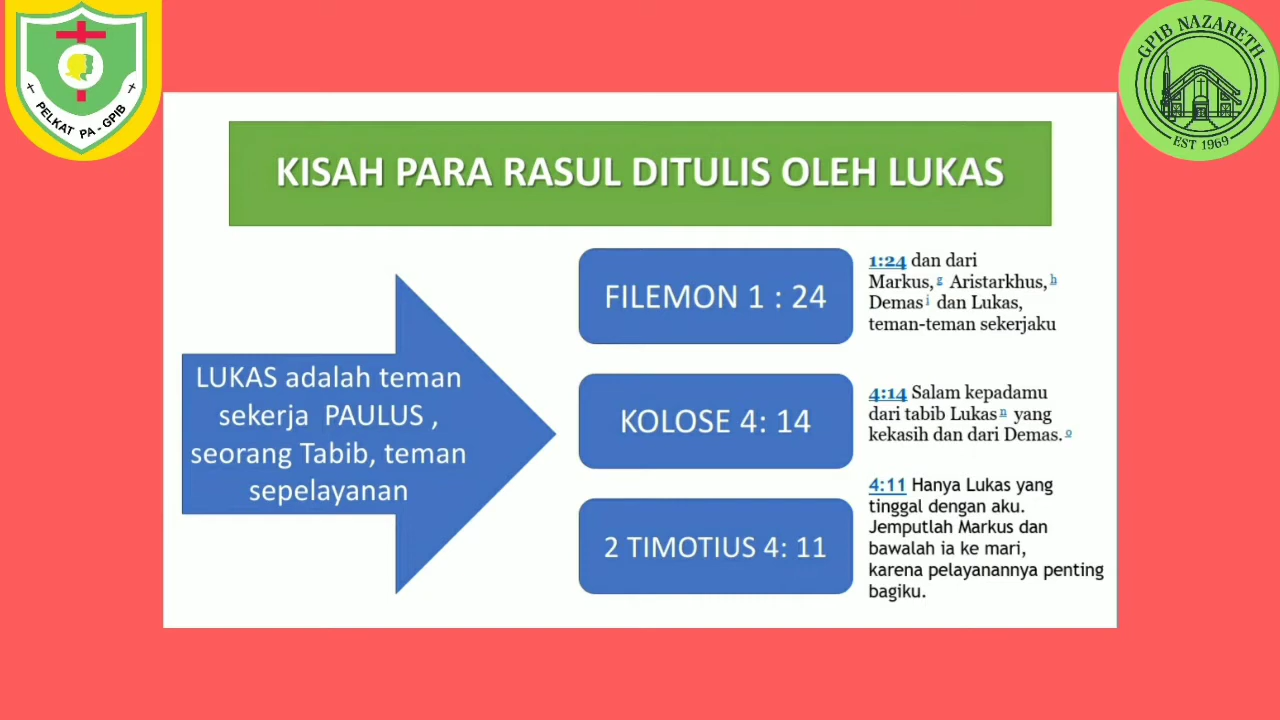 PELKAT PA - GPIB
GPIB NAZARETH
EST 1969
KISAH PARA RASUL DITULIS OLEH LUKAS
LUKAS adalah teman
sekerja PAULUS ,
seorang Tabib, teman
sepelayanan
FILEMON 1 : 24
1:24 dan dari
Markus, g Aristarkhus, h
Demas i dan Lukas,
teman-teman sekerjaku
KOLOSE 4: 14
4:14 Salam kepadamu
dari tabib Lukas n yang
kekasih dan dari Demas. o
2 TIMOTIUS 4: 11
4:11 Hanya Lukas yang
tinggal dengan aku.
Jemputlah Markus dan
bawalah ia ke mari,
karena pelayanannya penting
bagiku.